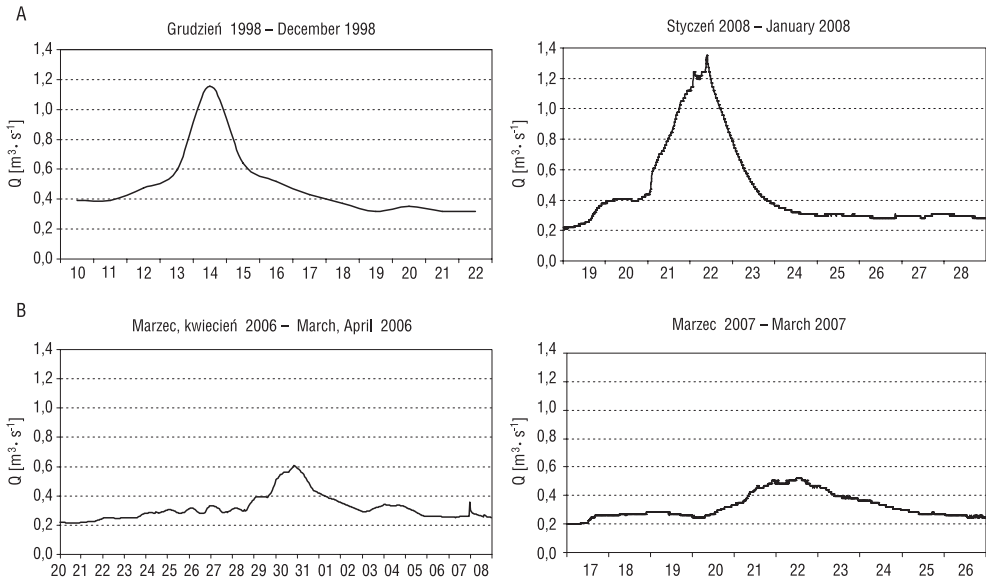 A
Grudzień 1998 – December 1998
Q [m³· s⁻¹]
1,4
1,2
1,0
0,8
0,6
0,4
0,2
0,0
10 11 12 13 14 15 16 17 18 19 20 21 22
Styczeń 2008 – January 2008
Q [m³· s⁻¹]
1,4
1,2
1,0
0,8
0,6
0,4
0,2
0,0
19 20 21 22 23 24 25 26 27 28
B
Marzec, kwiecień 2006 – March, April 2006
Q [m³· s⁻¹]
1,4
1,2
1,0
0,8
0,6
0,4
0,2
0,0
20 21 22 23 24 25 26 27 28 29 30 31 01 02 03 04 05 06 07 08
Marzec 2007 – March 2007
Q [m³· s⁻¹]
1,4
1,2
1,0
0,8
0,6
0,4
0,2
0,0
17 18 19 20 21 22 23 24 25 26